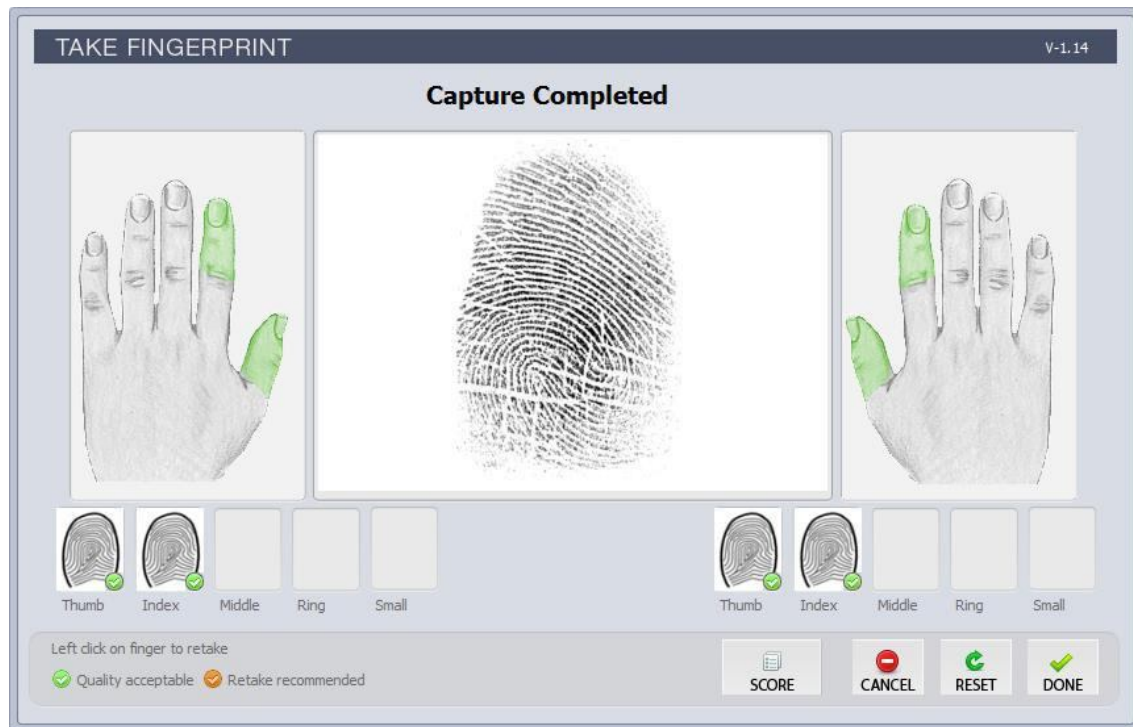 TAKE FINGERPRINT
V-1.14
Capture Completed
Thumb Index Middle Ring Small
Thumb Index Middle Ring Small
Left click on finger to retake
Quality acceptable Retake recommended
SCORE CANCEL RESET DONE